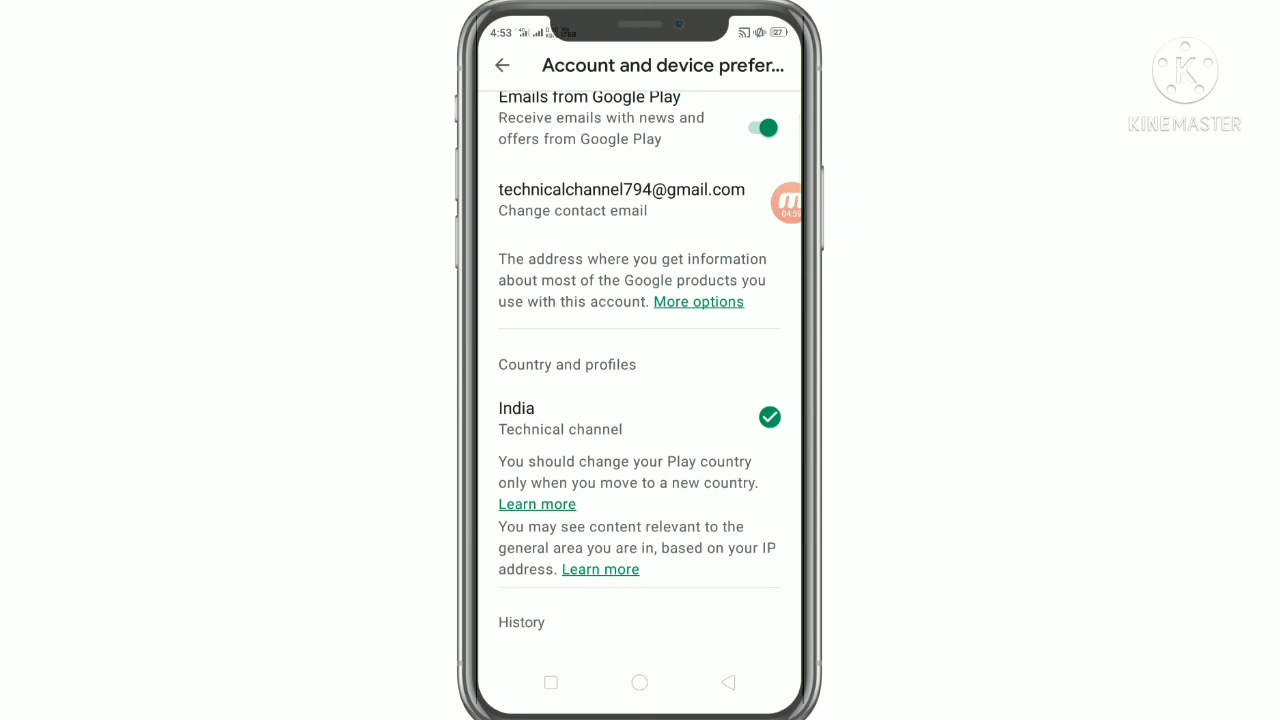 4:53
27
Account and device prefer...
Emails from Google Play
Receive emails with news and
offers from Google Play
technicalchannel794@gmail.com
Change contact email
04:59
The address where you get information
about most of the Google products you
use with this account. More options
Country and profiles
India
Technical channel
You should change your Play country
only when you move to a new country.
Learn more
You may see content relevant to the
general area you are in, based on your IP
address. Learn more
History
K
KINEMASTER